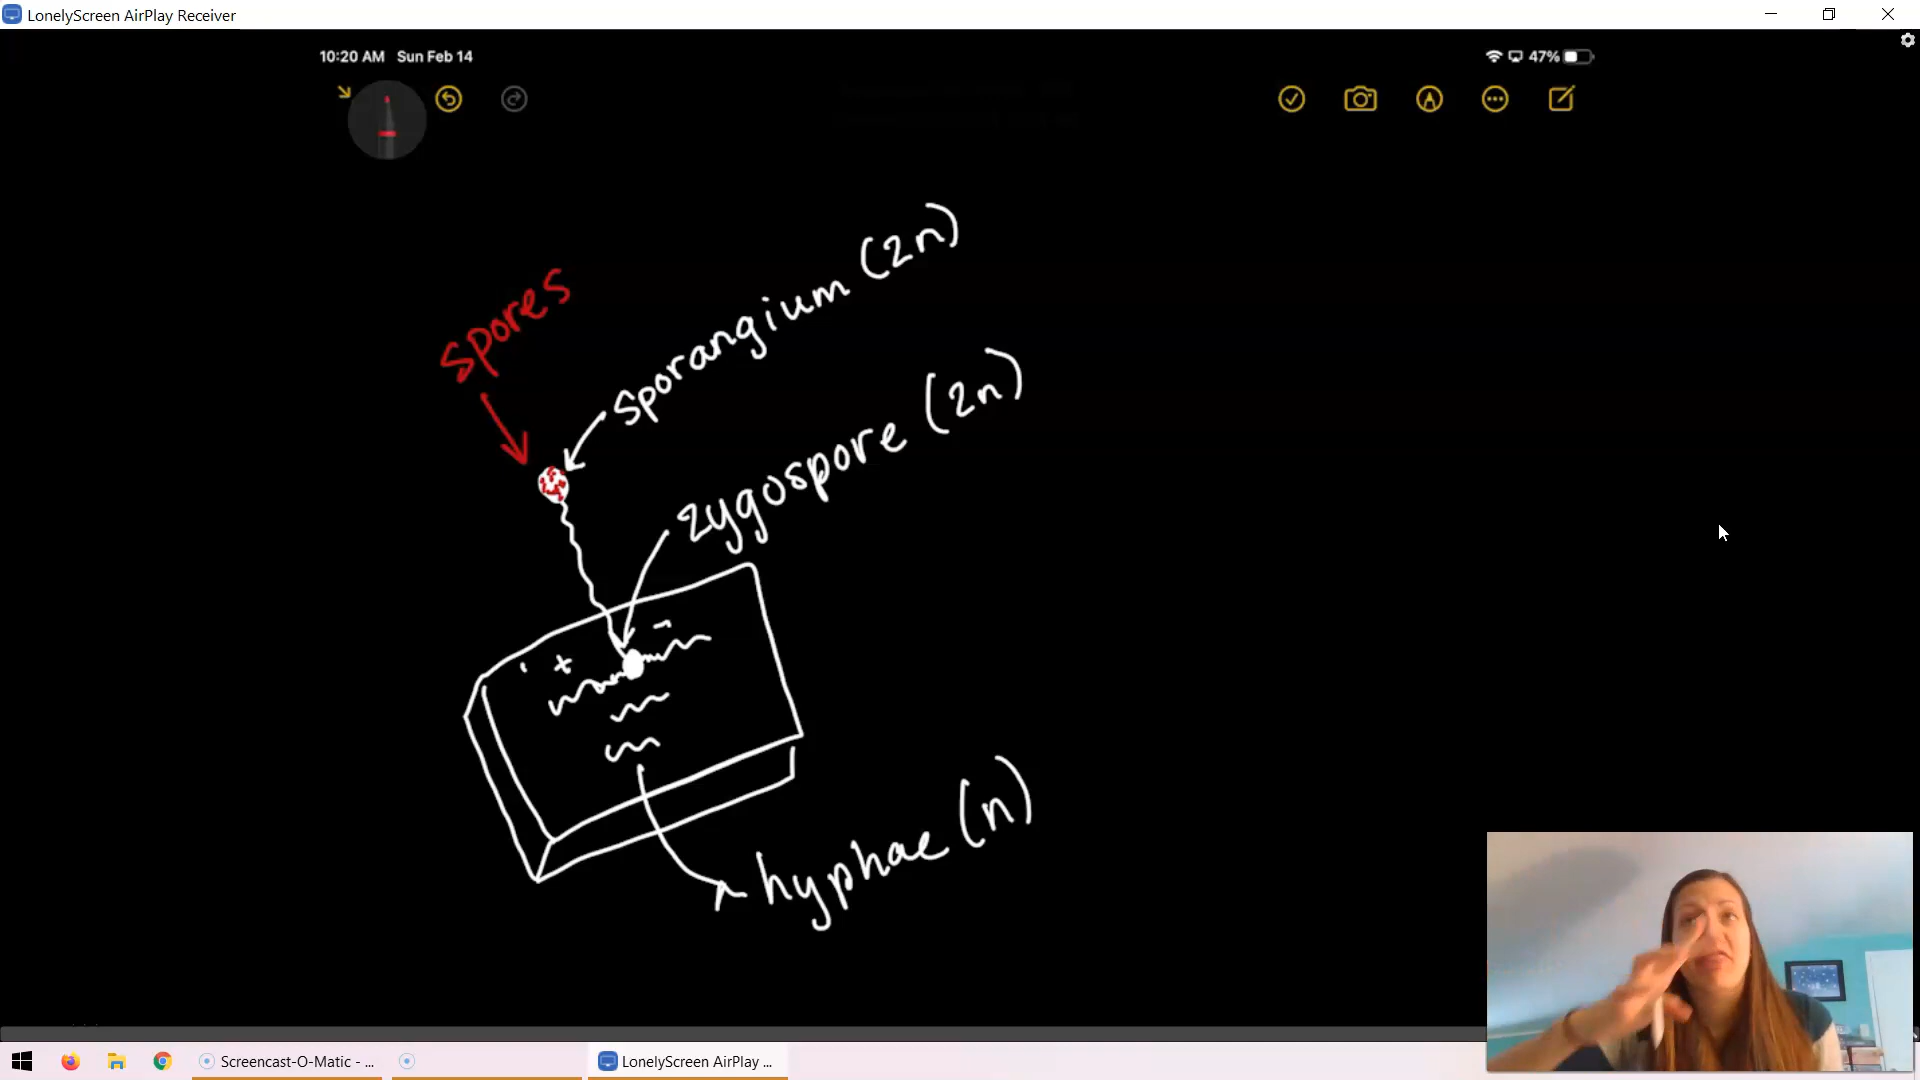 LonelyScreen AirPlay Receiver
10:20 AM Sun Feb 14
47%
sporangium (2n)
spores
zygospore (2n)
+ -
hyphae (n)
Screencast-O-Matic - ...
LonelyScreen AirPlay ...